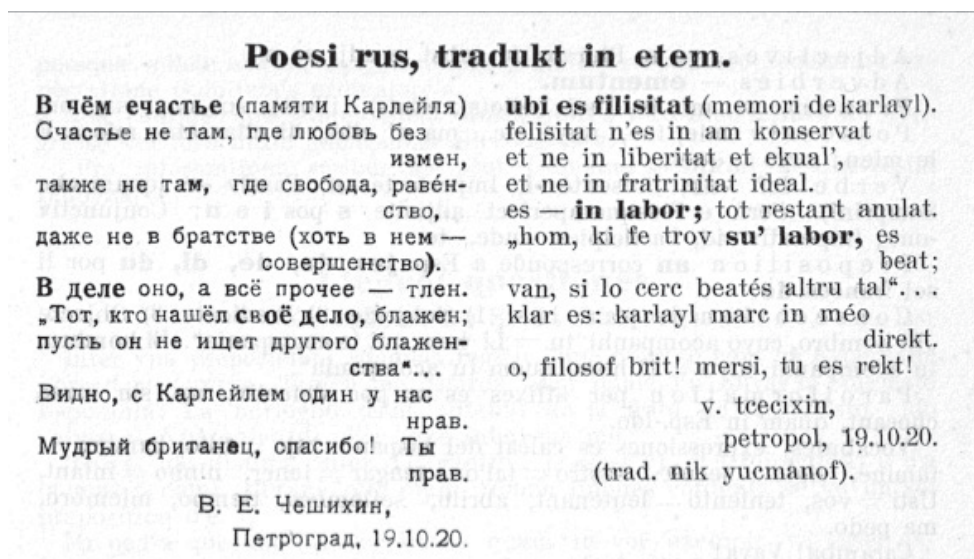 Poesi rus, tradukt in etem.
В чём ечастье (памяти Карлейля)
Счастье не там, где любовь без
измен,
также не там, где свобода, равéн-
ство,
даже не в братстве (хоть в нем —
совершенство).
В деле оно, а всё прочее — тлен.
„Тот, кто нашёл своё дело, блажен;
пусть он не ищет другого блажен-
ства“. .
Видно, с Карлейлем один у нас
нрав.
Мудрый британец, спасибо! Ты
прав.
В. Е. Чешихин,
Петроград, 19.10.20.
ubi es filisitat (memori de karlayl).
felisitat n'es in am konservat
et ne in liberitat et ekual',
et ne in fratrinitat ideal.
es — in labor; tot restant anulat.
„hom, ki fe trov su' labor, es
beat;
van, si lo cerc beatés altru tal“. .
klar es: karlayl marc in méo
direkt.
o, filosof brit! mersi, tu es rekt!
v. tcecixin,
petropol, 19.10.20.
(trad. nik yucmanof).